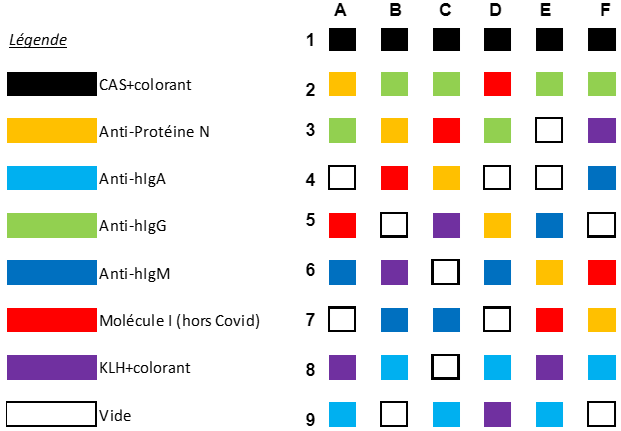 A B C D E F
Légende 1
CAS+colorant 2
Anti-Protéine N 3
Anti-hIgA 4
Anti-hIgG 5
Anti-hIgM 6
Molécule I (hors Covid) 7
KLH+colorant 8
Vide 9